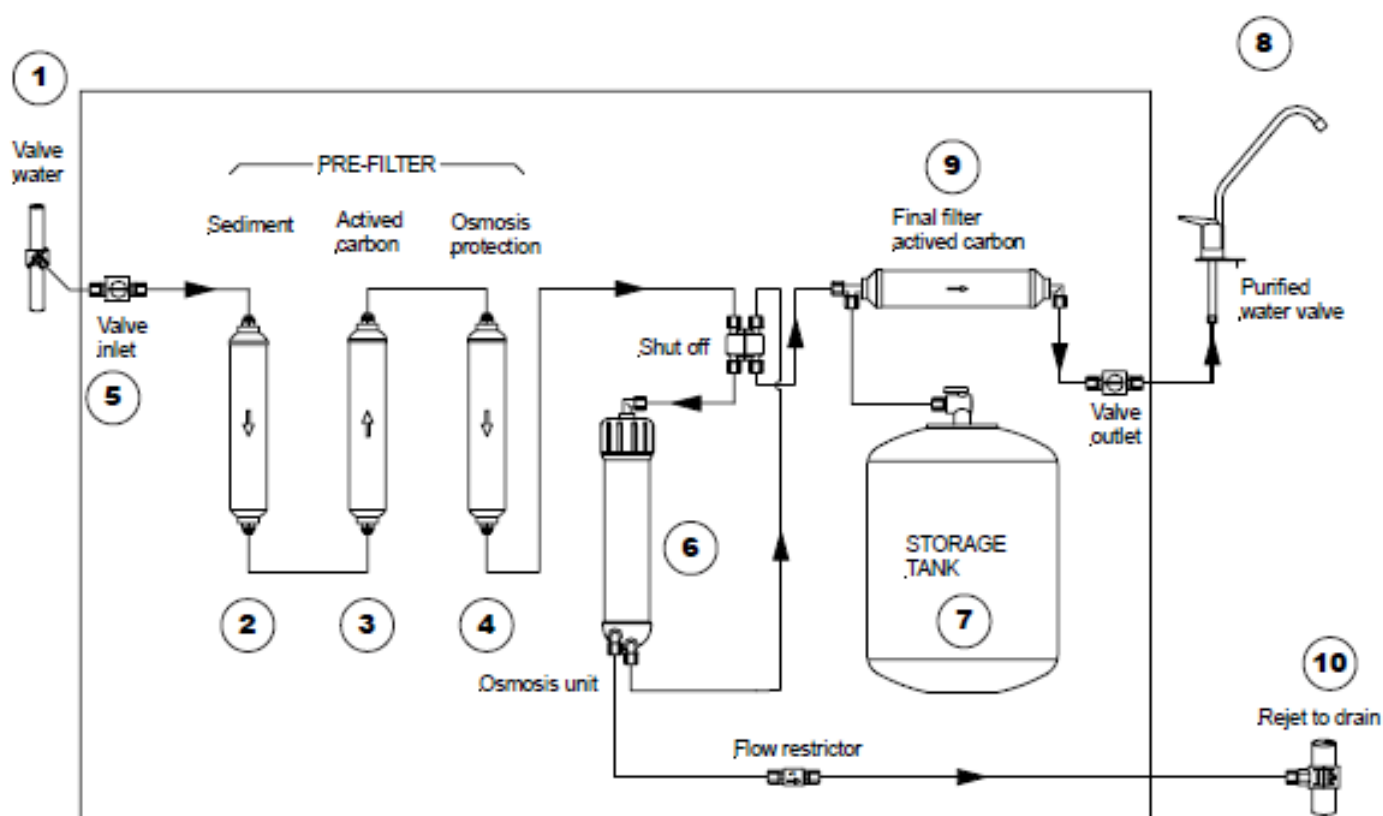 1
8
Valve
water
PRE-FILTER
9
Sediment
Actived
carbon
Osmosis
protection
Final filter
actived carbon
Purified
water valve
Valve
inlet
Shut off
5
Valve
outlet
6
STORAGE
TANK
7
2
3
4
Osmosis unit
10
Rejet to drain
Flow restrictor